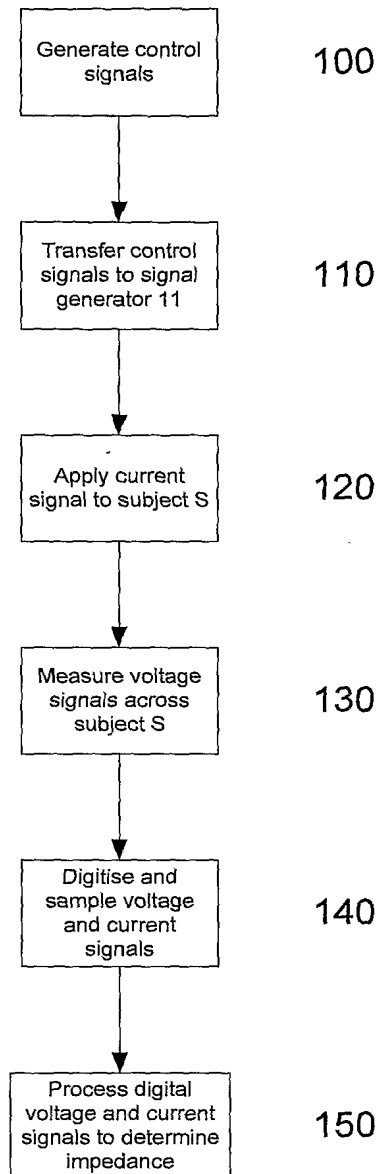 Generate control
signals
100
Transfer control
signals to signal
generator 11
110
Apply current
signal to subject S
120
Measure voltage
signals across
subject S
130
Digitise and
sample voltage
and current
signals
140
Process digital
voltage and current
signals to determine
impedance
150